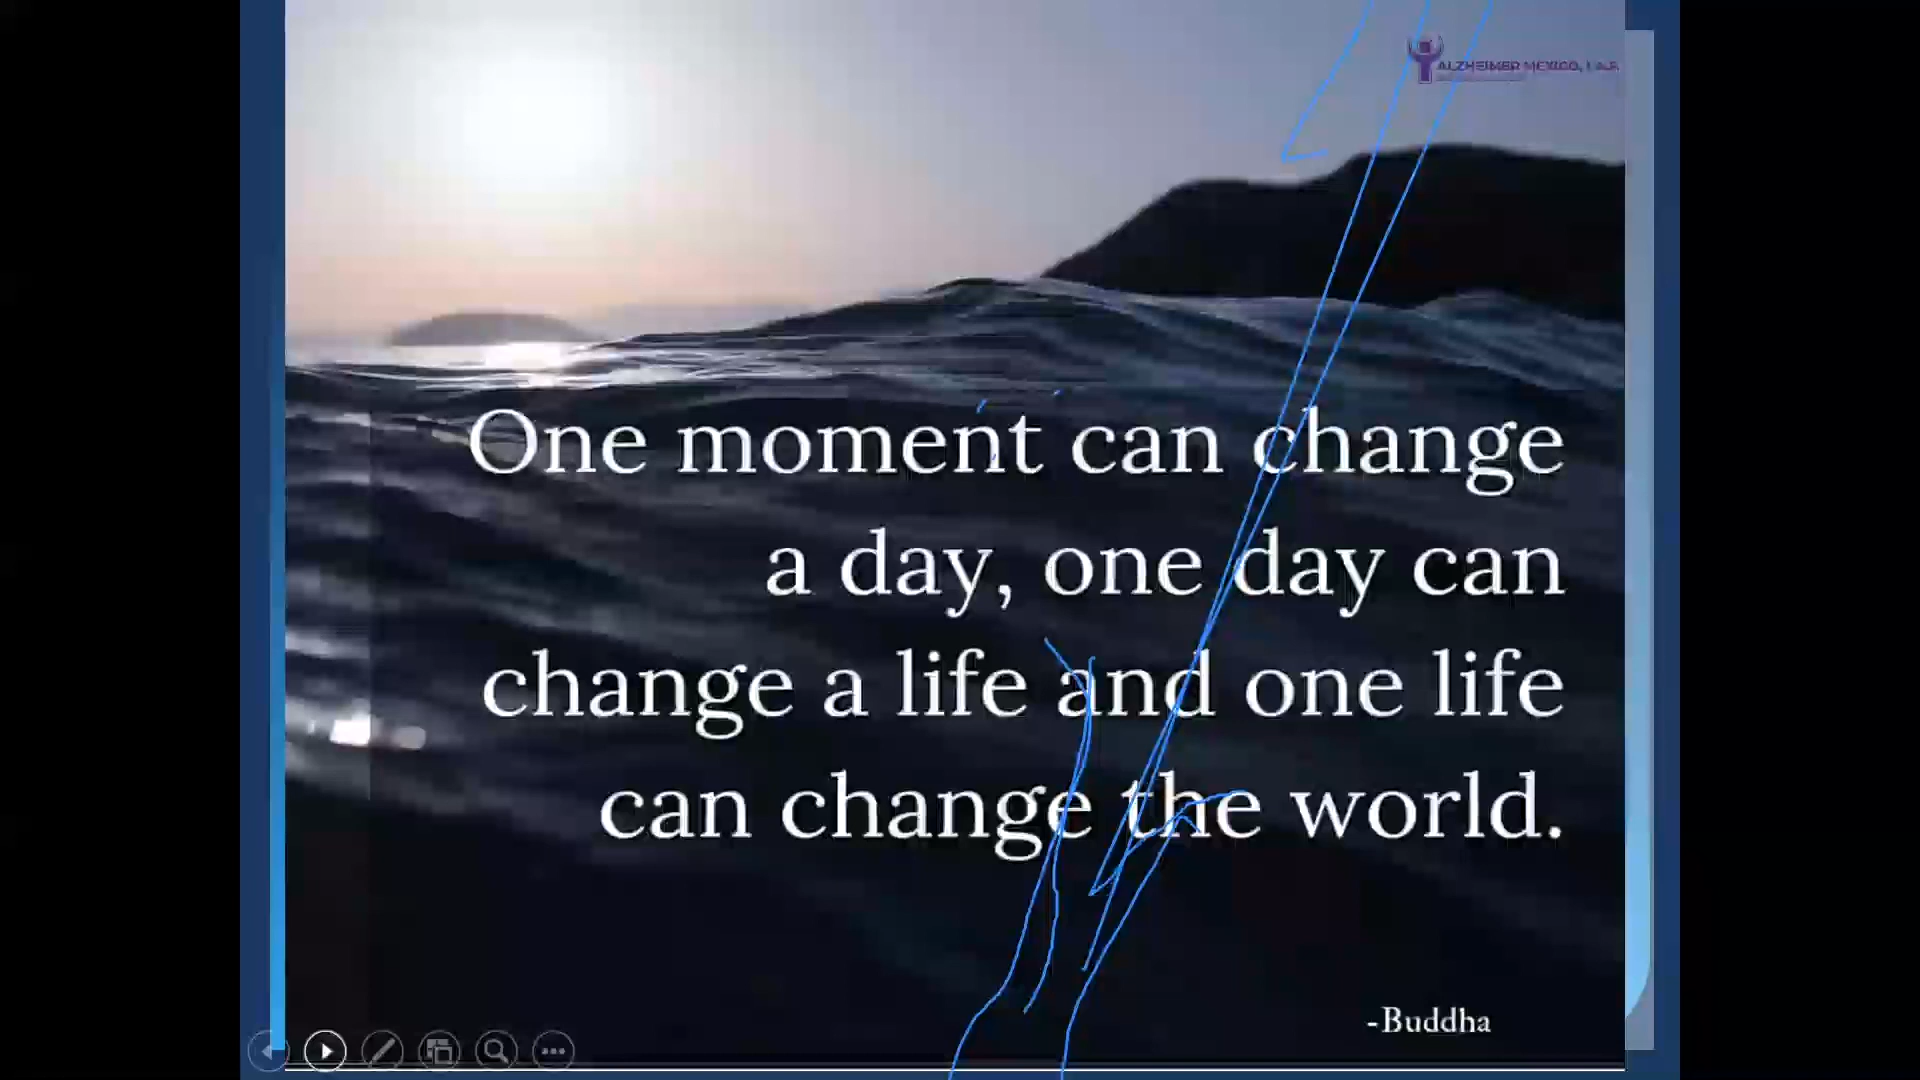 ALZHEIMER MEXICO, I.A.P.
One moment can change
a day, one day can
change a life and one life
can change the world.
-Buddha